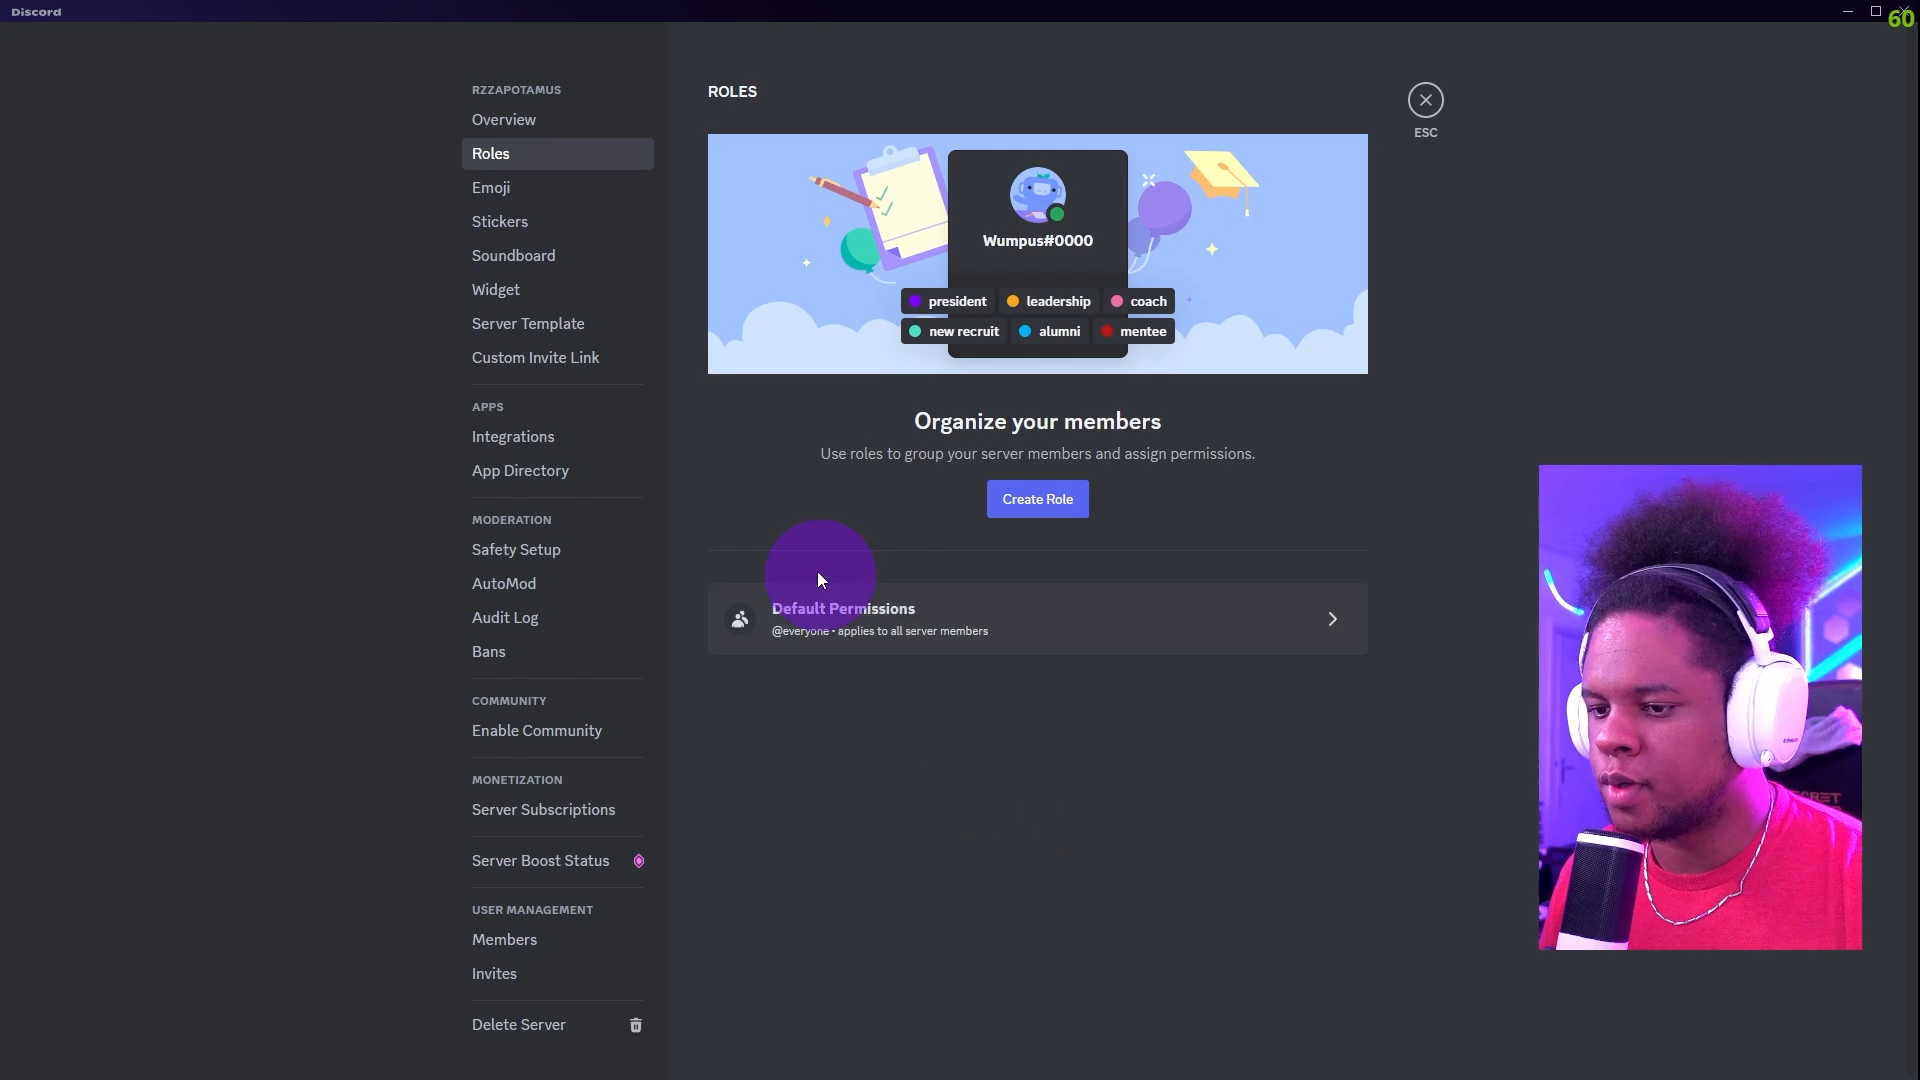 Discord
60
RZZAPOTAMUS
Overview
Roles
Emoji
Stickers
Soundboard
Widget
Server Template
Custom Invite Link
APPS
Integrations
App Directory
MODERATION
Safety Setup
AutoMod
Audit Log
Bans
COMMUNITY
Enable Community
MONETIZATION
Server Subscriptions
Server Boost Status
USER MANAGEMENT
Members
Invites
Delete Server
ROLES
ESC
Wumpus#0000
president leadership coach
new recruit alumni mentee
Organize your members
Use roles to group your server members and assign permissions.
Create Role
Default Permissions
@everyone • applies to all server members